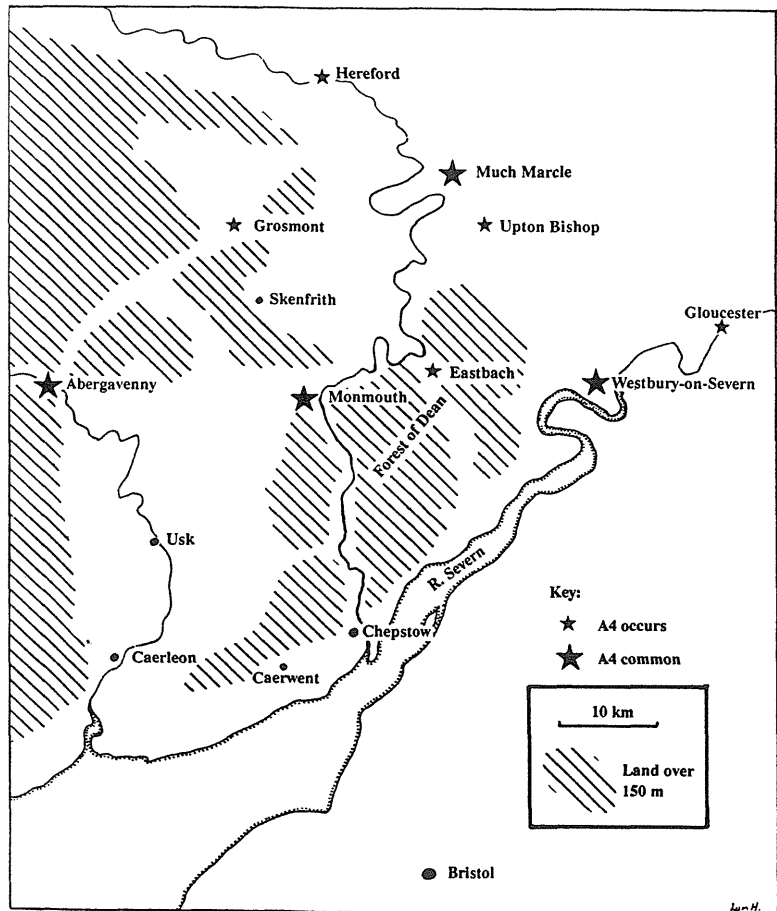 Hereford
Much Marcle
Grosmont
Upton Bishop
Skenfrith
Gloucester
Abergavenny
Monmouth
Eastbach
Westbury-on-Severn
Forest of Dean
Usk
R. Severn
Key:
A4 occurs
A4 common
Chepstow
Caerleon
Caerwent
10 km
Land over
150 m
Bristol